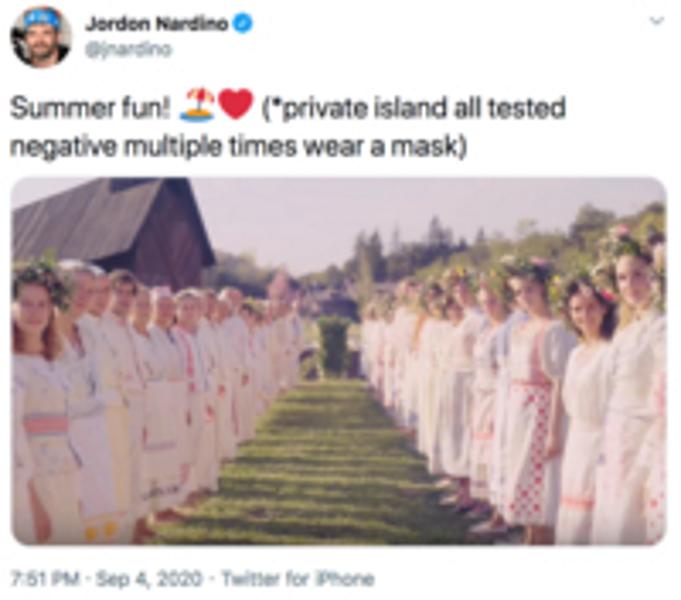 Jordon Nardino
@jnardino
Summer fun! 🏖️❤️ (*private island all tested
negative multiple times wear a mask)
7:51 PM · Sep 4, 2020 · Twitter for iPhone